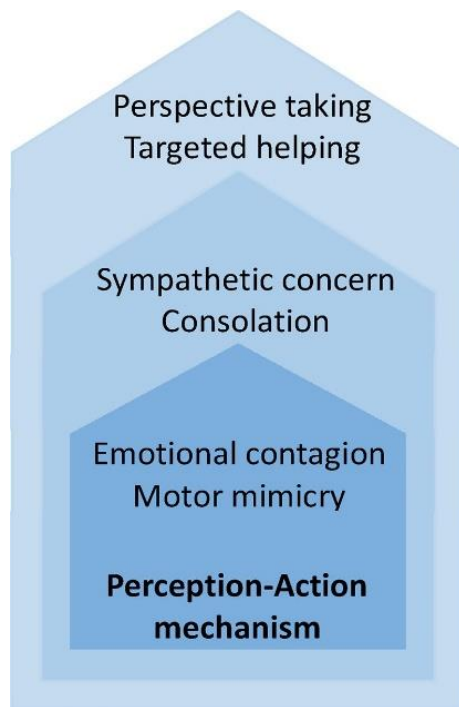 Perspective taking
Targeted helping
Sympathetic concern
Consolation
Emotional contagion
Motor mimicry
Perception-Action
mechanism